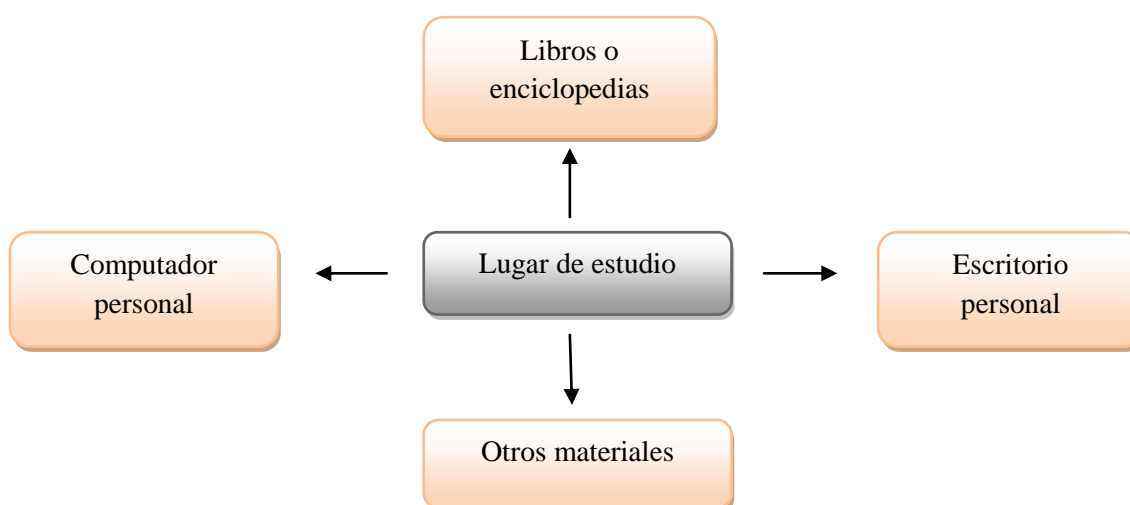 Libros o
enciclopedias
Computador
personal
Lugar de estudio
Escritorio
personal
Otros materiales